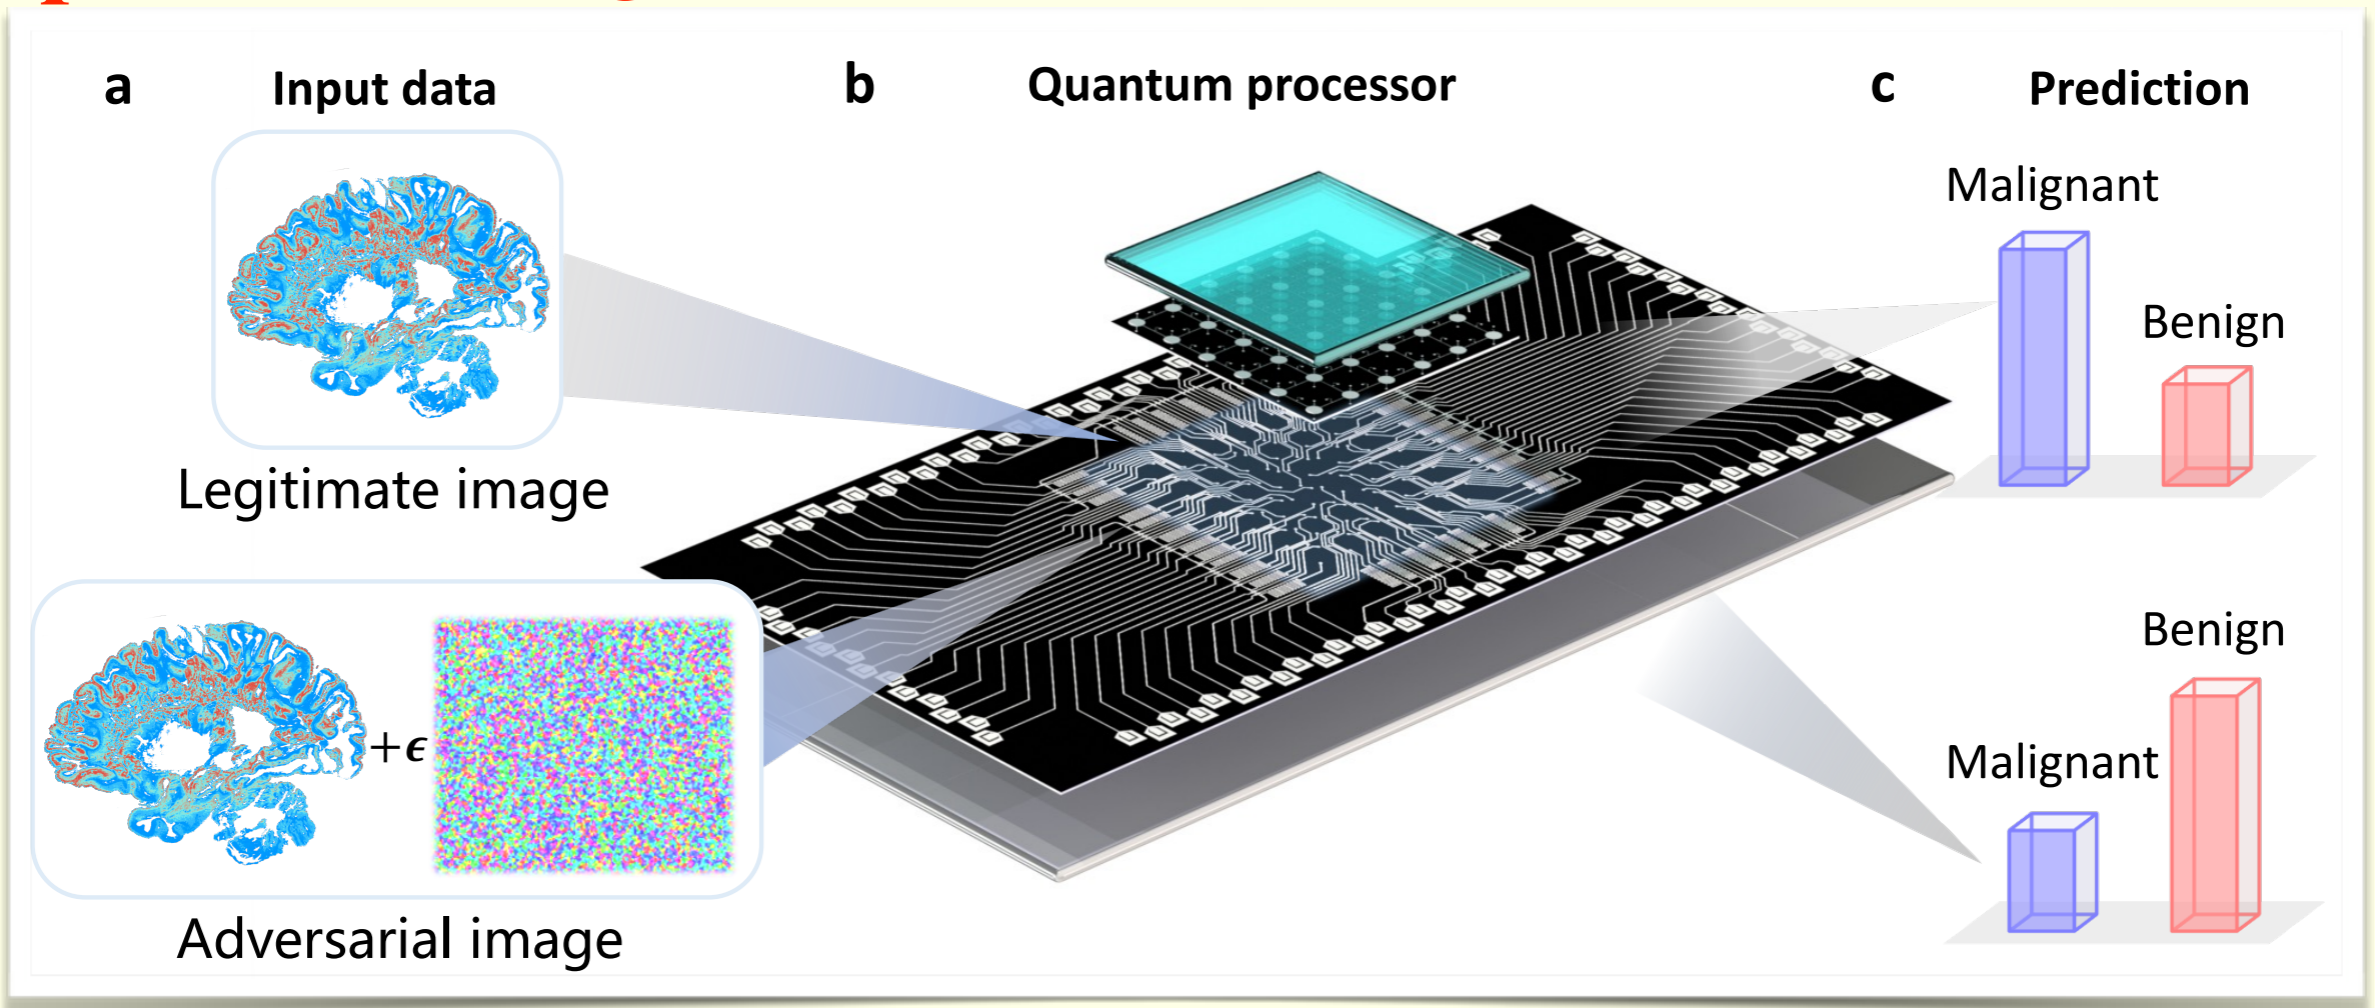 a
Input data
b
Quantum processor
c
Prediction
Legitimate image
Malignant
Benign
+ϵ
Adversarial image
Benign
Malignant